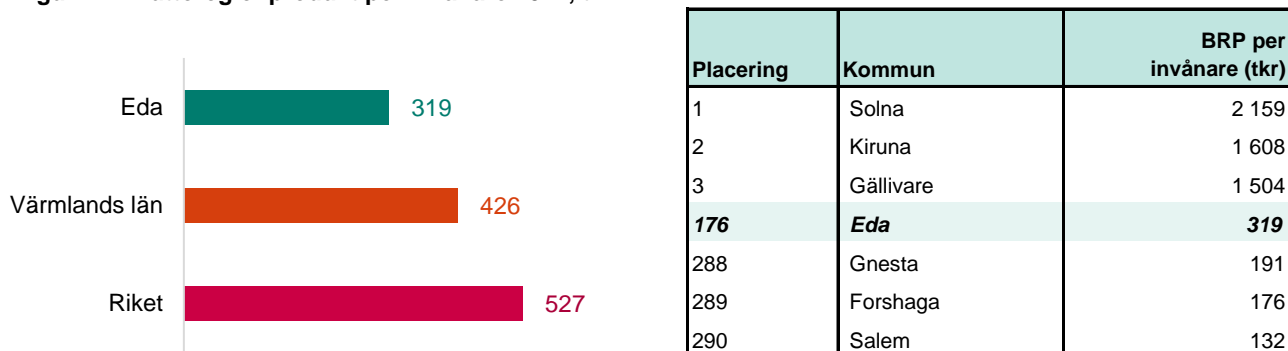 Eda 319
Värmlands län 426
Riket 527
BRP per
Placering Kommun invånare (tkr)
1 Solna 2 159
2 Kiruna 1 608
3 Gällivare 1 504
176 Eda 319
288 Gnesta 191
289 Forshaga 176
290 Salem 132